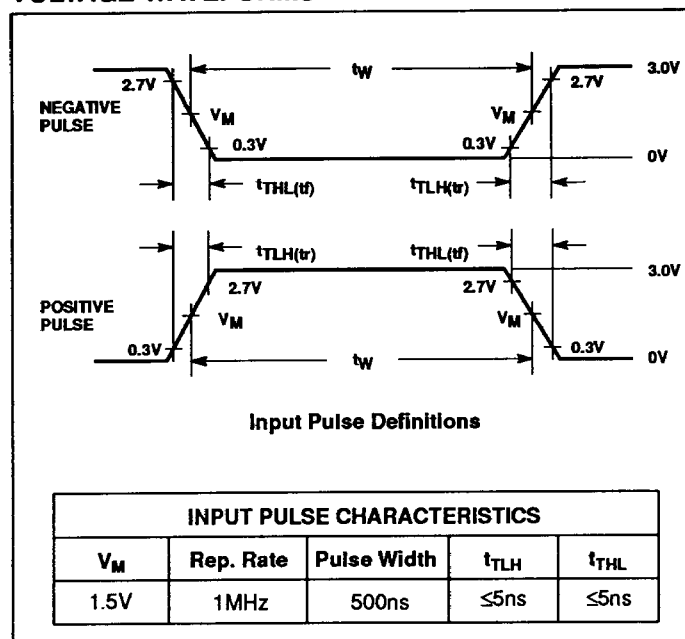 2.7V
tW
2.7V
3.0V
NEGATIVE
PULSE
VM
VM
0.3V
0.3V
0V
tTHL(tf)
tTLH(tr)
tTLH(tr)
tTHL(tf)
3.0V
2.7V
2.7V
POSITIVE
PULSE
VM
VM
0.3V
tW
0.3V
0V
Input Pulse Definitions
INPUT PULSE CHARACTERISTICS
VM Rep. Rate Pulse Width tTLH tTHL
1.5V 1MHz 500ns ≤5ns ≤5ns